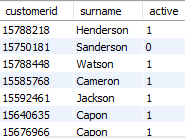 customerid surname active
15788218 Henderson 1
15750181 Sanderson 0
15788448 Watson 1
15585768 Cameron 1
15592461 Jackson 1
15640635 Capon 1
15676966 Capon 1